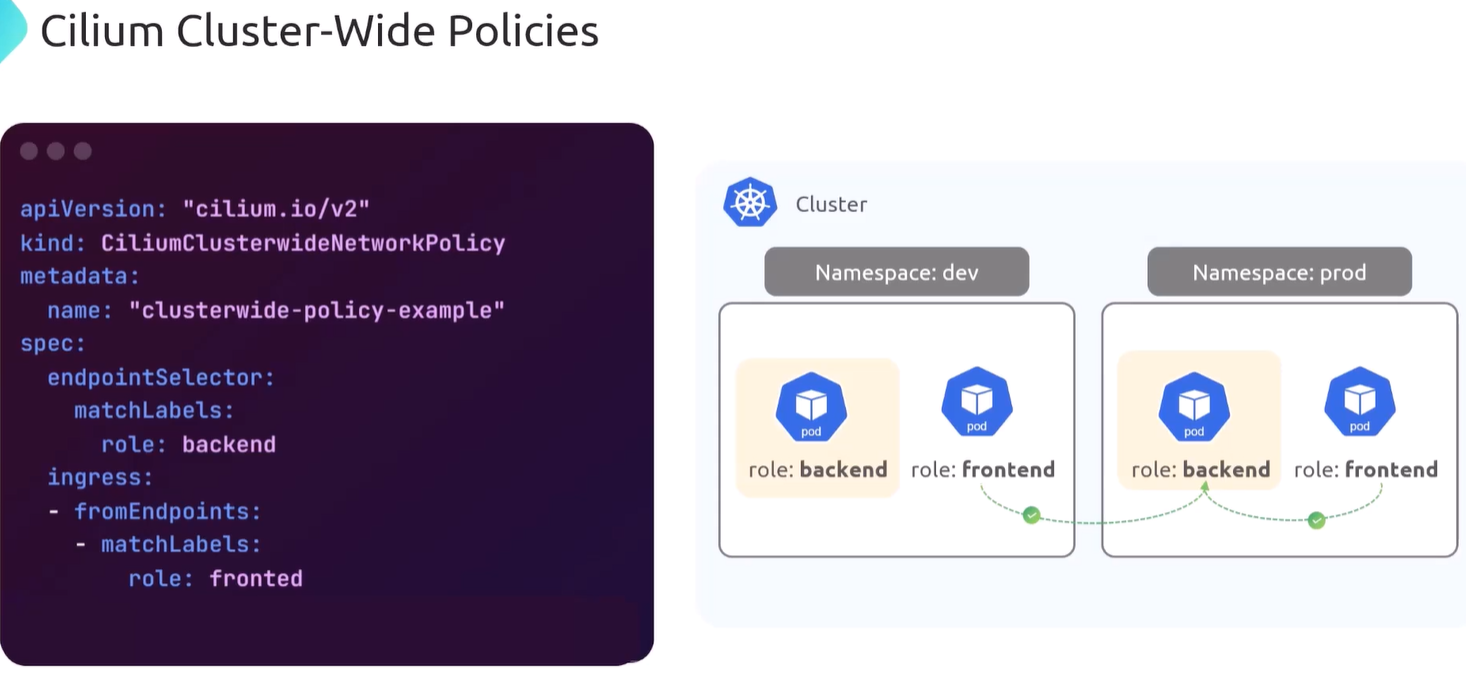 Cilium Cluster-Wide Policies
apiVersion: "cilium.io/v2"
kind: CiliumClusterwideNetworkPolicy
metadata:
  name: "clusterwide-policy-example"
spec:
  endpointSelector:
    matchLabels:
      role: backend
  ingress:
  - fromEndpoints:
    - matchLabels:
        role: fronted
Cluster
Namespace: dev
pod
role: backend
pod
role: frontend
Namespace: prod
pod
role: backend
pod
role: frontend